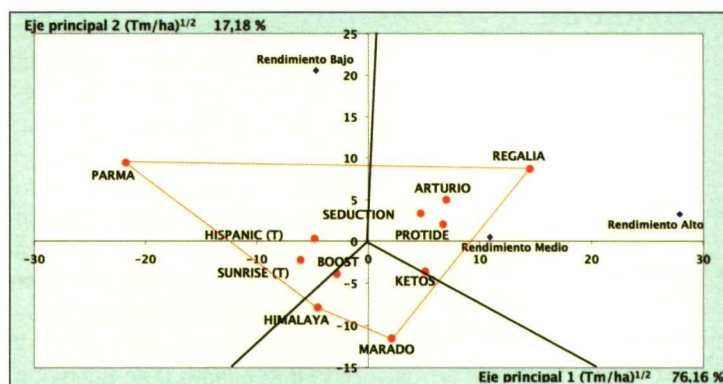 Eje principal 2 (Tm/ha)1/2 17,18 %
25
Rendimiento Bajo
20
15
10
REGALIA
PARMA
ARTURIO
5
SEDUCTION
Rendimiento Alto
HISPANIC (T)
PROTIDE
0
Rendimiento Medio
-30 -20 -10 0 10 20 30
SUNRISE (T)
BOOST
-5
KETOS
HIMALAYA
-10
MARADO
-15
Eje principal 1 (Tm/ha)1/2 76,16 %